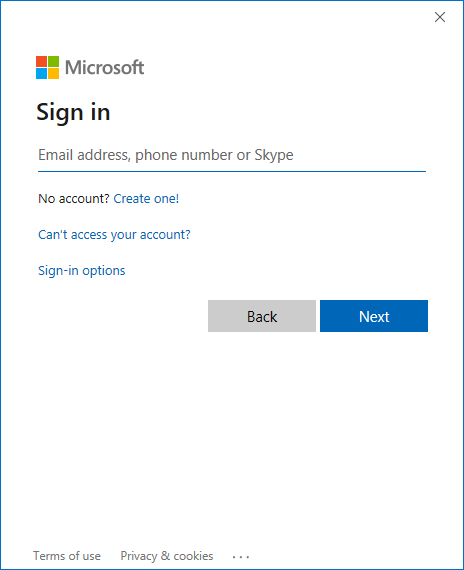 Microsoft
Sign in
Email address, phone number or Skype
No account? Create one!
Can't access your account?
Sign-in options
Back Next
Terms of use Privacy & cookies ...